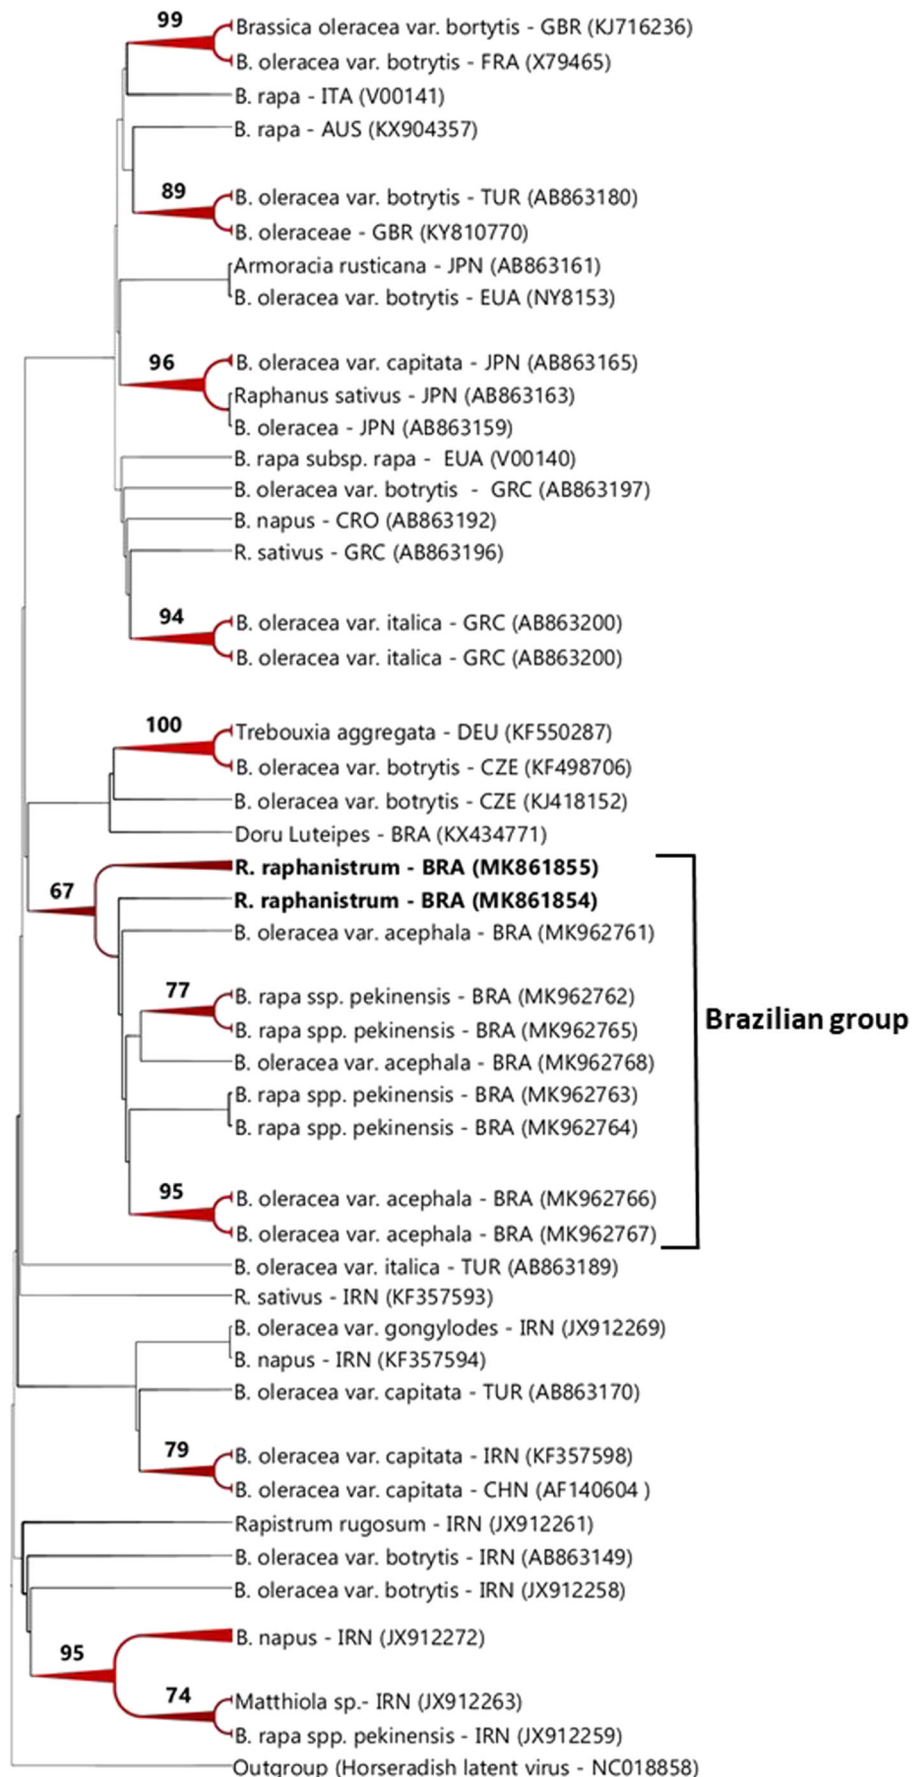 99
Brassica oleracea var. bortytis - GBR (KJ716236)
B. oleracea var. botrytis - FRA (X79465)
B. rapa - ITA (V00141)
B. rapa - AUS (KX904357)
89
B. oleracea var. botrytis - TUR (AB863180)
B. oleraceae - GBR (KY810770)
Armoracia rusticana - JPN (AB863161)
B. oleracea var. botrytis - EUA (NY8153)
96
B. oleracea var. capitata - JPN (AB863165)
Raphanus sativus - JPN (AB863163)
B. oleracea - JPN (AB863159)
B. rapa subsp. rapa - EUA (V00140)
B. oleracea var. botrytis - GRC (AB863197)
B. napus - CRO (AB863192)
R. sativus - GRC (AB863196)
94
B. oleracea var. italica - GRC (AB863200)
B. oleracea var. italica - GRC (AB863200)
100
Trebouxia aggregata - DEU (KF550287)
B. oleracea var. botrytis - CZE (KF498706)
B. oleracea var. botrytis - CZE (KJ418152)
Doru Luteipes - BRA (KX434771)
R. raphanistrum - BRA (MK861855)
67
R. raphanistrum - BRA (MK861854)
B. oleracea var. acephala - BRA (MK962761)
77
B. rapa ssp. pekinensis - BRA (MK962762)
Brazilian group
B. rapa spp. pekinensis - BRA (MK962765)
B. oleracea var. acephala - BRA (MK962768)
B. rapa spp. pekinensis - BRA (MK962763)
B. rapa spp. pekinensis - BRA (MK962764)
95
B. oleracea var. acephala - BRA (MK962766)
B. oleracea var. acephala - BRA (MK962767)
B. oleracea var. italica - TUR (AB863189)
R. sativus - IRN (KF357593)
B. oleracea var. gongylodes - IRN (JX912269)
B. napus - IRN (KF357594)
B. oleracea var. capitata - TUR (AB863170)
79
B. oleracea var. capitata - IRN (KF357598)
B. oleracea var. capitata - CHN (AF140604 )
Rapistrum rugosum - IRN (JX912261)
B. oleracea var. botrytis - IRN (AB863149)
B. oleracea var. botrytis - IRN (JX912258)
B. napus - IRN (JX912272)
95
74
Matthiola sp.- IRN (JX912263)
B. rapa spp. pekinensis - IRN (JX912259)
Outgroup (Horseradish latent virus - NC018858)